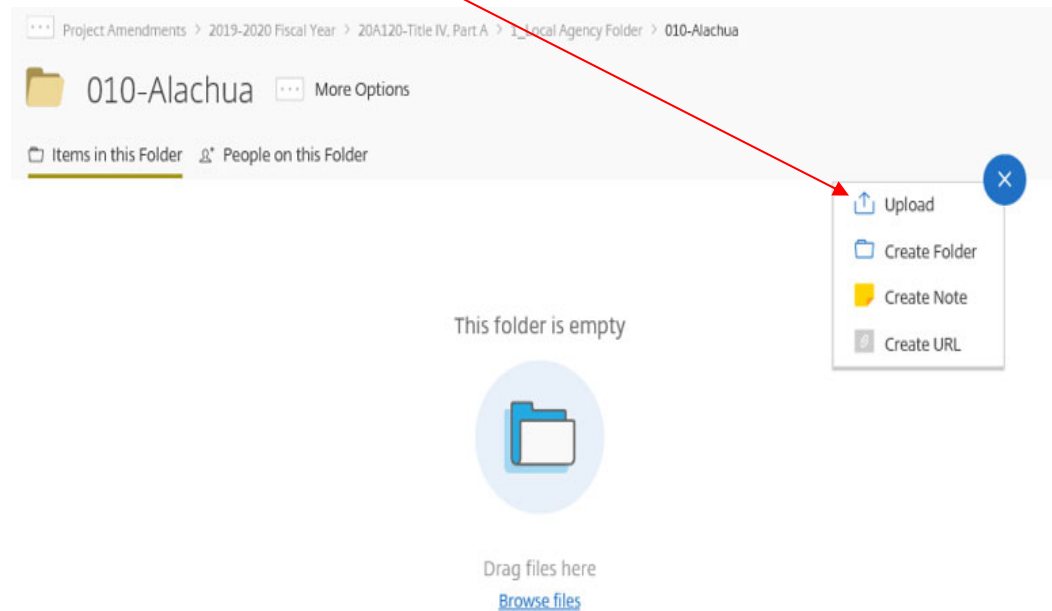 Project Amendments > 2019-2020 Fiscal Year > 20A120-Title IV, Part A > 1_Local Agency Folder > 010-Alachua
010-Alachua ... More Options
Items in this Folder People on this Folder
Upload
Create Folder
Create Note
Create URL
This folder is empty
Drag files here
Browse files